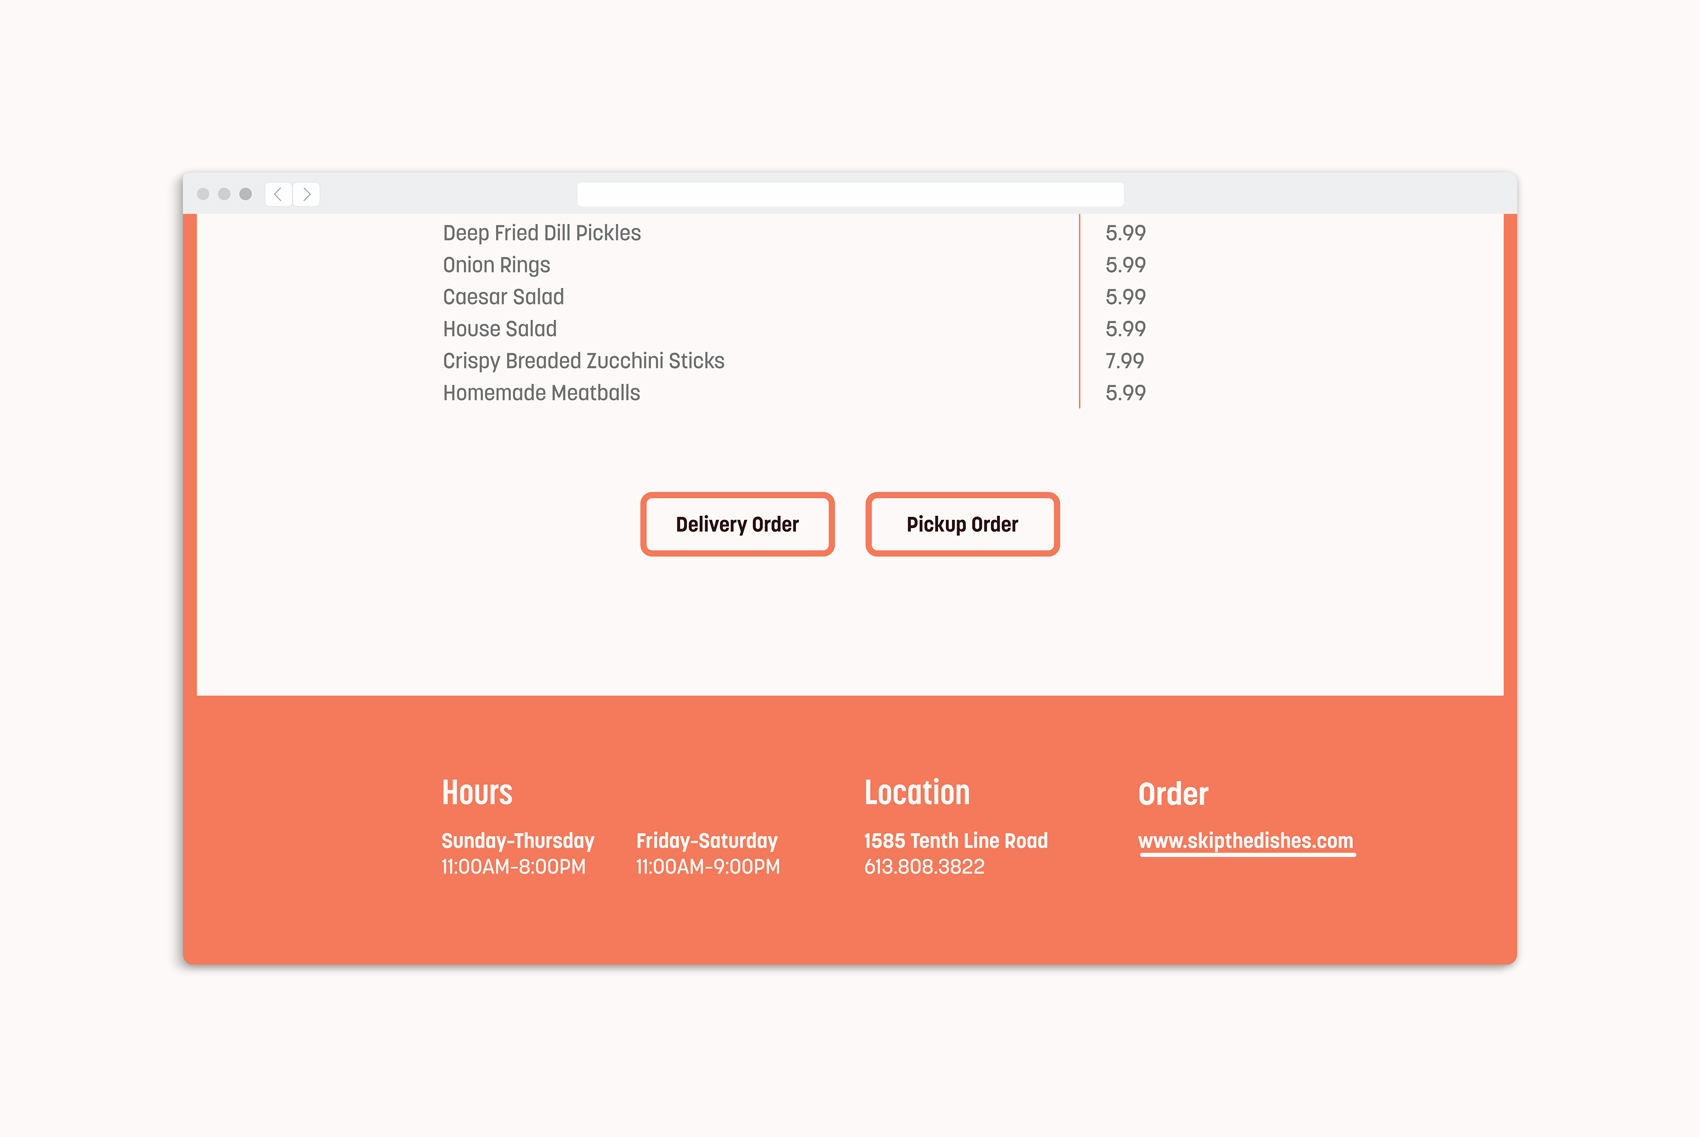 Deep Fried Dill Pickles 5.99
Onion Rings 5.99
Caesar Salad 5.99
House Salad 5.99
Crispy Breaded Zucchini Sticks 7.99
Homemade Meatballs 5.99
Delivery Order
Pickup Order
Hours
Sunday-Thursday
11:00AM-8:00PM
Friday-Saturday
11:00AM-9:00PM
Location
1585 Tenth Line Road
613.808.3822
Order
www.skipthedishes.com